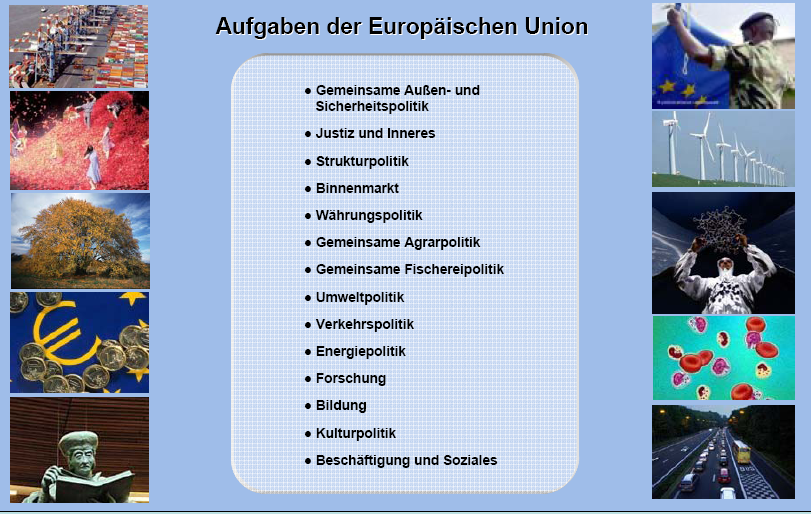 Aufgaben der Europäischen Union
● Gemeinsame Außen- und
Sicherheitspolitik
● Justiz und Inneres
● Strukturpolitik
● Binnenmarkt
● Währungspolitik
● Gemeinsame Agrarpolitik
● Gemeinsame Fischereipolitik
● Umweltpolitik
● Verkehrspolitik
● Energiepolitik
● Forschung
● Bildung
● Kulturpolitik
● Beschäftigung und Soziales